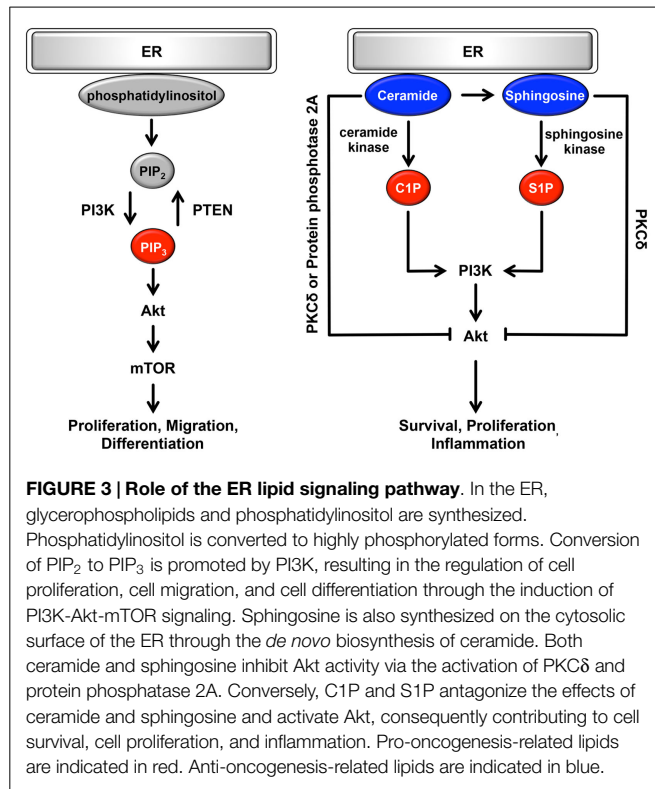 ER
phosphatidylinositol
PIP2
PI3K
PTEN
PIP3
Akt
mTOR
Proliferation, Migration,
Differentiation
ER
Ceramide
Sphingosine
ceramide
kinase
sphingosine
kinase
C1P
S1P
PKCδ or Protein phosphotase 2A
PKCδ
PI3K
Akt
Survival, Proliferation,
Inflammation
FIGURE 3 | Role of the ER lipid signaling pathway. In the ER,
glycerophospholipids and phosphatidylinositol are synthesized.
Phosphatidylinositol is converted to highly phosphorylated forms. Conversion
of PIP2 to PIP3 is promoted by PI3K, resulting in the regulation of cell
proliferation, cell migration, and cell differentiation through the induction of
PI3K-Akt-mTOR signaling. Sphingosine is also synthesized on the cytosolic
surface of the ER through the de novo biosynthesis of ceramide. Both
ceramide and sphingosine inhibit Akt activity via the activation of PKCδ and
protein phosphatase 2A. Conversely, C1P and S1P antagonize the effects of
ceramide and sphingosine and activate Akt, consequently contributing to cell
survival, cell proliferation, and inflammation. Pro-oncogenesis-related lipids
are indicated in red. Anti-oncogenesis-related lipids are indicated in blue.